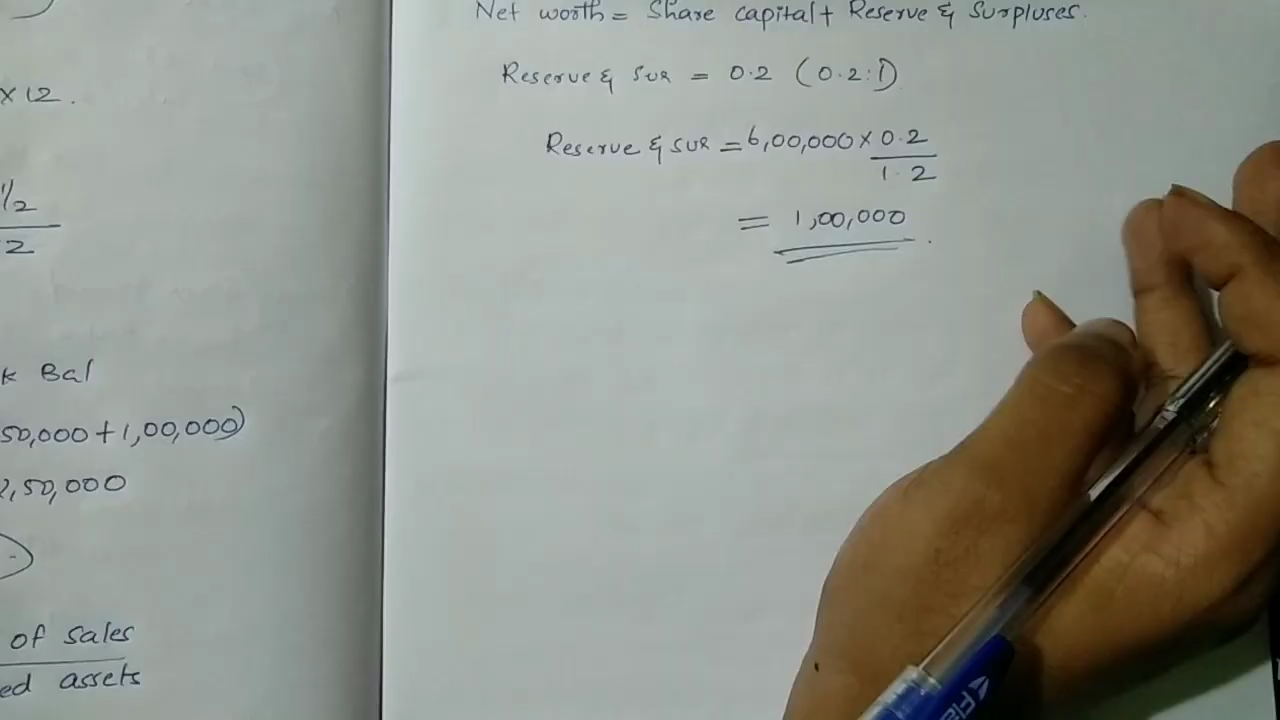 × 12.
1/2
2
k Bal
50,000 + 1,00,000)
2,50,000
of sales
ed assets
Net worth = Share capital + Reserve & Surpluses.
Reserve & Sur = 0.2 (0.2:1)
Reserve & Sur = 6,00,000 × 0.2
1.2
= 1,00,000.